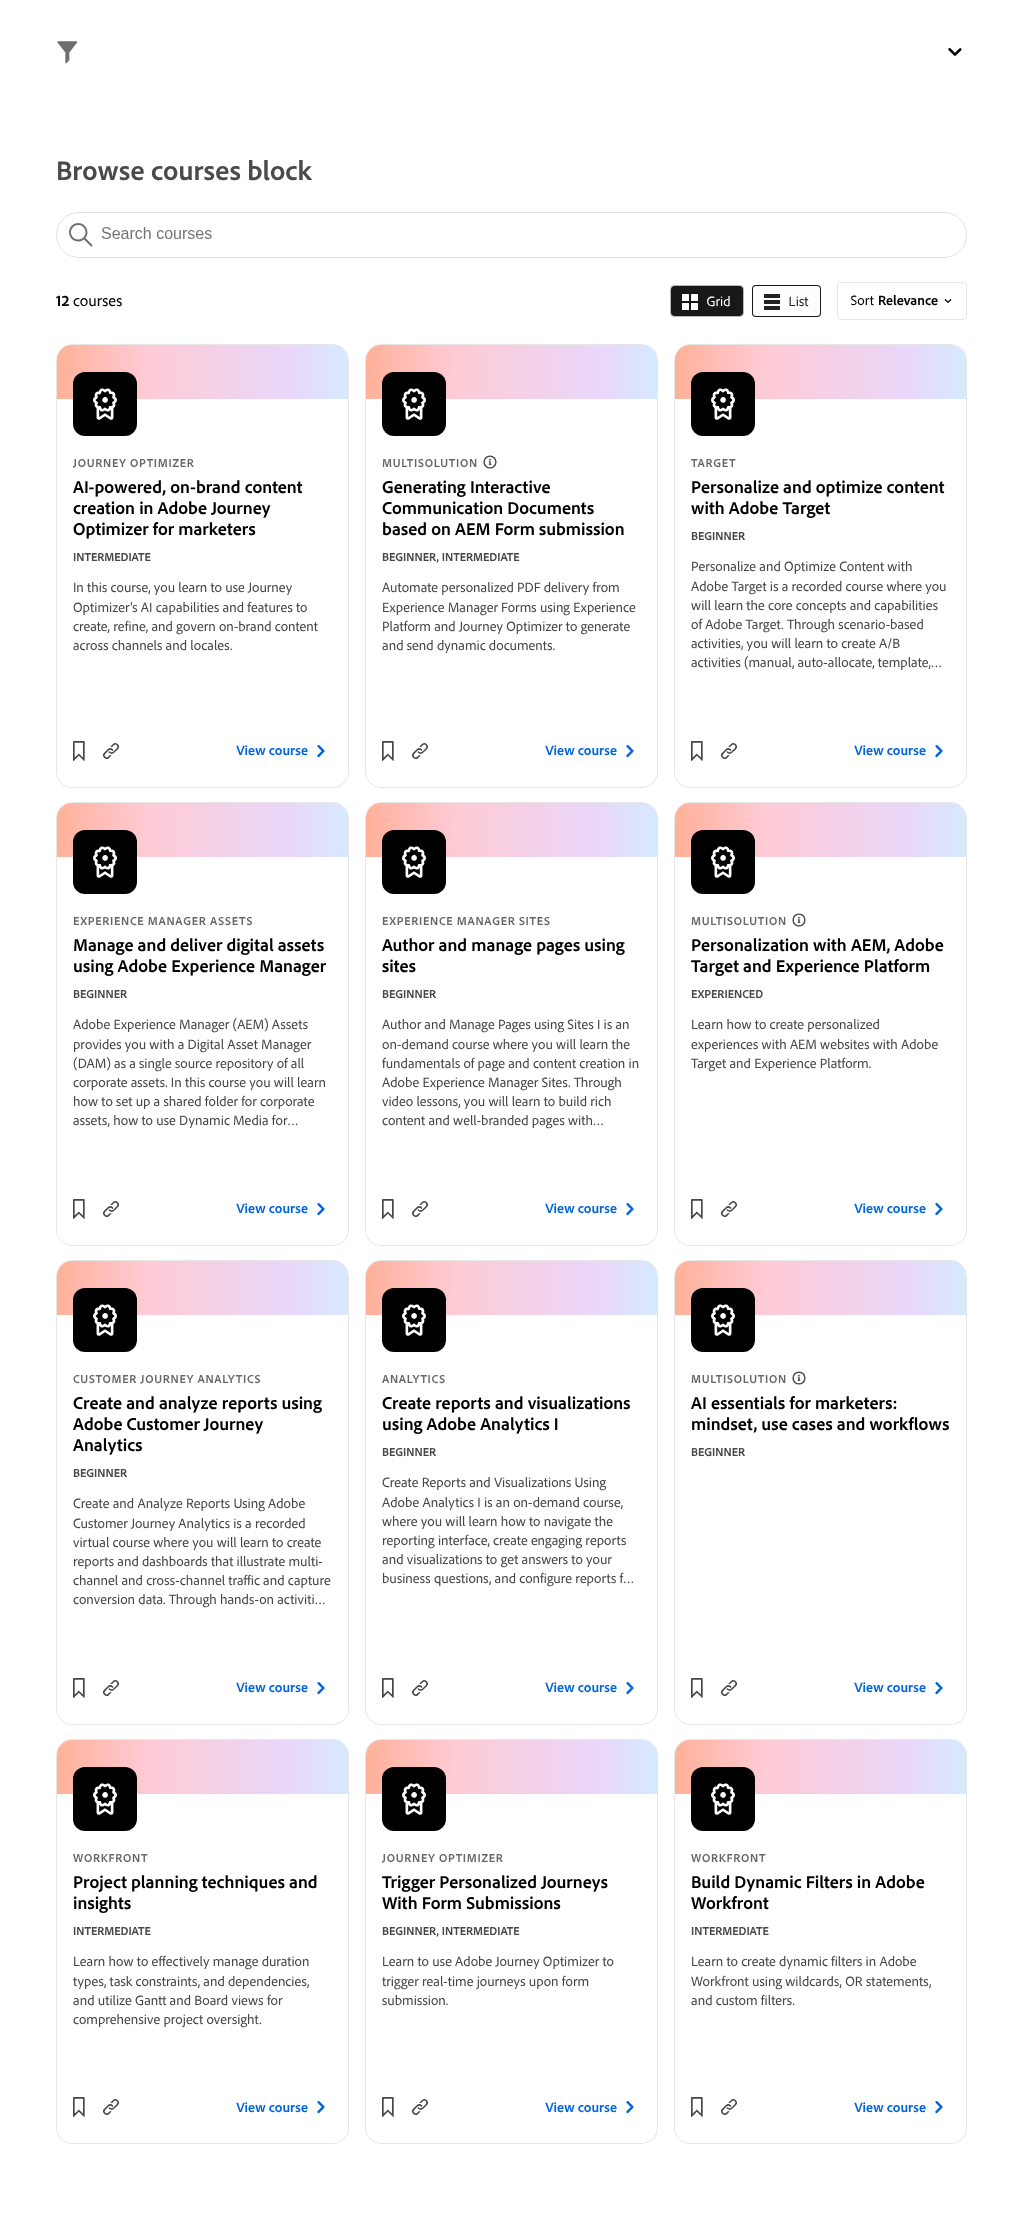 Browse courses block
Search courses
12 courses
Grid
List
Sort Relevance
JOURNEY OPTIMIZER
AI-powered, on-brand content
creation in Adobe Journey
Optimizer for marketers
INTERMEDIATE
In this course, you learn to use Journey
Optimizer's AI capabilities and features to
create, refine, and govern on-brand content
across channels and locales.
View course
MULTISOLUTION
Generating Interactive
Communication Documents
based on AEM Form submission
BEGINNER, INTERMEDIATE
Automate personalized PDF delivery from
Experience Manager Forms using Experience
Platform and Journey Optimizer to generate
and send dynamic documents.
View course
TARGET
Personalize and optimize content
with Adobe Target
BEGINNER
Personalize and Optimize Content with
Adobe Target is a recorded course where you
will learn the core concepts and capabilities
of Adobe Target. Through scenario-based
activities, you will learn to create A/B
activities (manual, auto-allocate, template,...
View course
EXPERIENCE MANAGER ASSETS
Manage and deliver digital assets
using Adobe Experience Manager
BEGINNER
Adobe Experience Manager (AEM) Assets
provides you with a Digital Asset Manager
(DAM) as a single source repository of all
corporate assets. In this course you will learn
how to set up a shared folder for corporate
assets, how to use Dynamic Media for...
View course
EXPERIENCE MANAGER SITES
Author and manage pages using
sites
BEGINNER
Author and Manage Pages using Sites I is an
on-demand course where you will learn the
fundamentals of page and content creation in
Adobe Experience Manager Sites. Through
video lessons, you will learn to build rich
content and well-branded pages with...
View course
MULTISOLUTION
Personalization with AEM, Adobe
Target and Experience Platform
EXPERIENCED
Learn how to create personalized
experiences with AEM websites with Adobe
Target and Experience Platform.
View course
CUSTOMER JOURNEY ANALYTICS
Create and analyze reports using
Adobe Customer Journey
Analytics
BEGINNER
Create and Analyze Reports Using Adobe
Customer Journey Analytics is a recorded
virtual course where you will learn to create
reports and dashboards that illustrate multi-
channel and cross-channel traffic and capture
conversion data. Through hands-on activiti...
View course
ANALYTICS
Create reports and visualizations
using Adobe Analytics I
BEGINNER
Create Reports and Visualizations Using
Adobe Analytics I is an on-demand course,
where you will learn how to navigate the
reporting interface, create engaging reports
and visualizations to get answers to your
business questions, and configure reports f...
View course
MULTISOLUTION
AI essentials for marketers:
mindset, use cases and workflows
BEGINNER
View course
WORKFRONT
Project planning techniques and
insights
INTERMEDIATE
Learn how to effectively manage duration
types, task constraints, and dependencies,
and utilize Gantt and Board views for
comprehensive project oversight.
View course
JOURNEY OPTIMIZER
Trigger Personalized Journeys
With Form Submissions
BEGINNER, INTERMEDIATE
Learn to use Adobe Journey Optimizer to
trigger real-time journeys upon form
submission.
View course
WORKFRONT
Build Dynamic Filters in Adobe
Workfront
INTERMEDIATE
Learn to create dynamic filters in Adobe
Workfront using wildcards, OR statements,
and custom filters.
View course